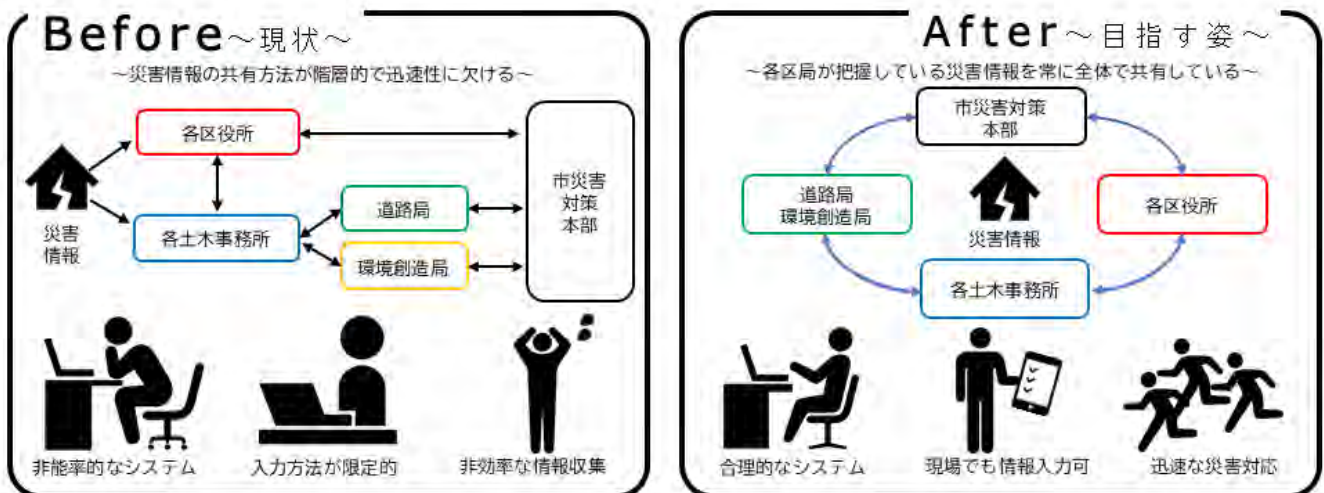 Before～現状～
～災害情報の共有方法が階層的で迅速性に欠ける～
各区役所
災害
情報
各土木事務所
道路局
環境創造局
市災害
対策
本部
非能率的なシステム
入力方法が限定的
非効率な情報収集
After～目指す姿～
～各区局が把握している災害情報を常に全体で共有している～
市災害対策
本部
道路局
環境創造局
災害情報
各区役所
各土木事務所
合理的なシステム
現場でも情報入力可
迅速な災害対応